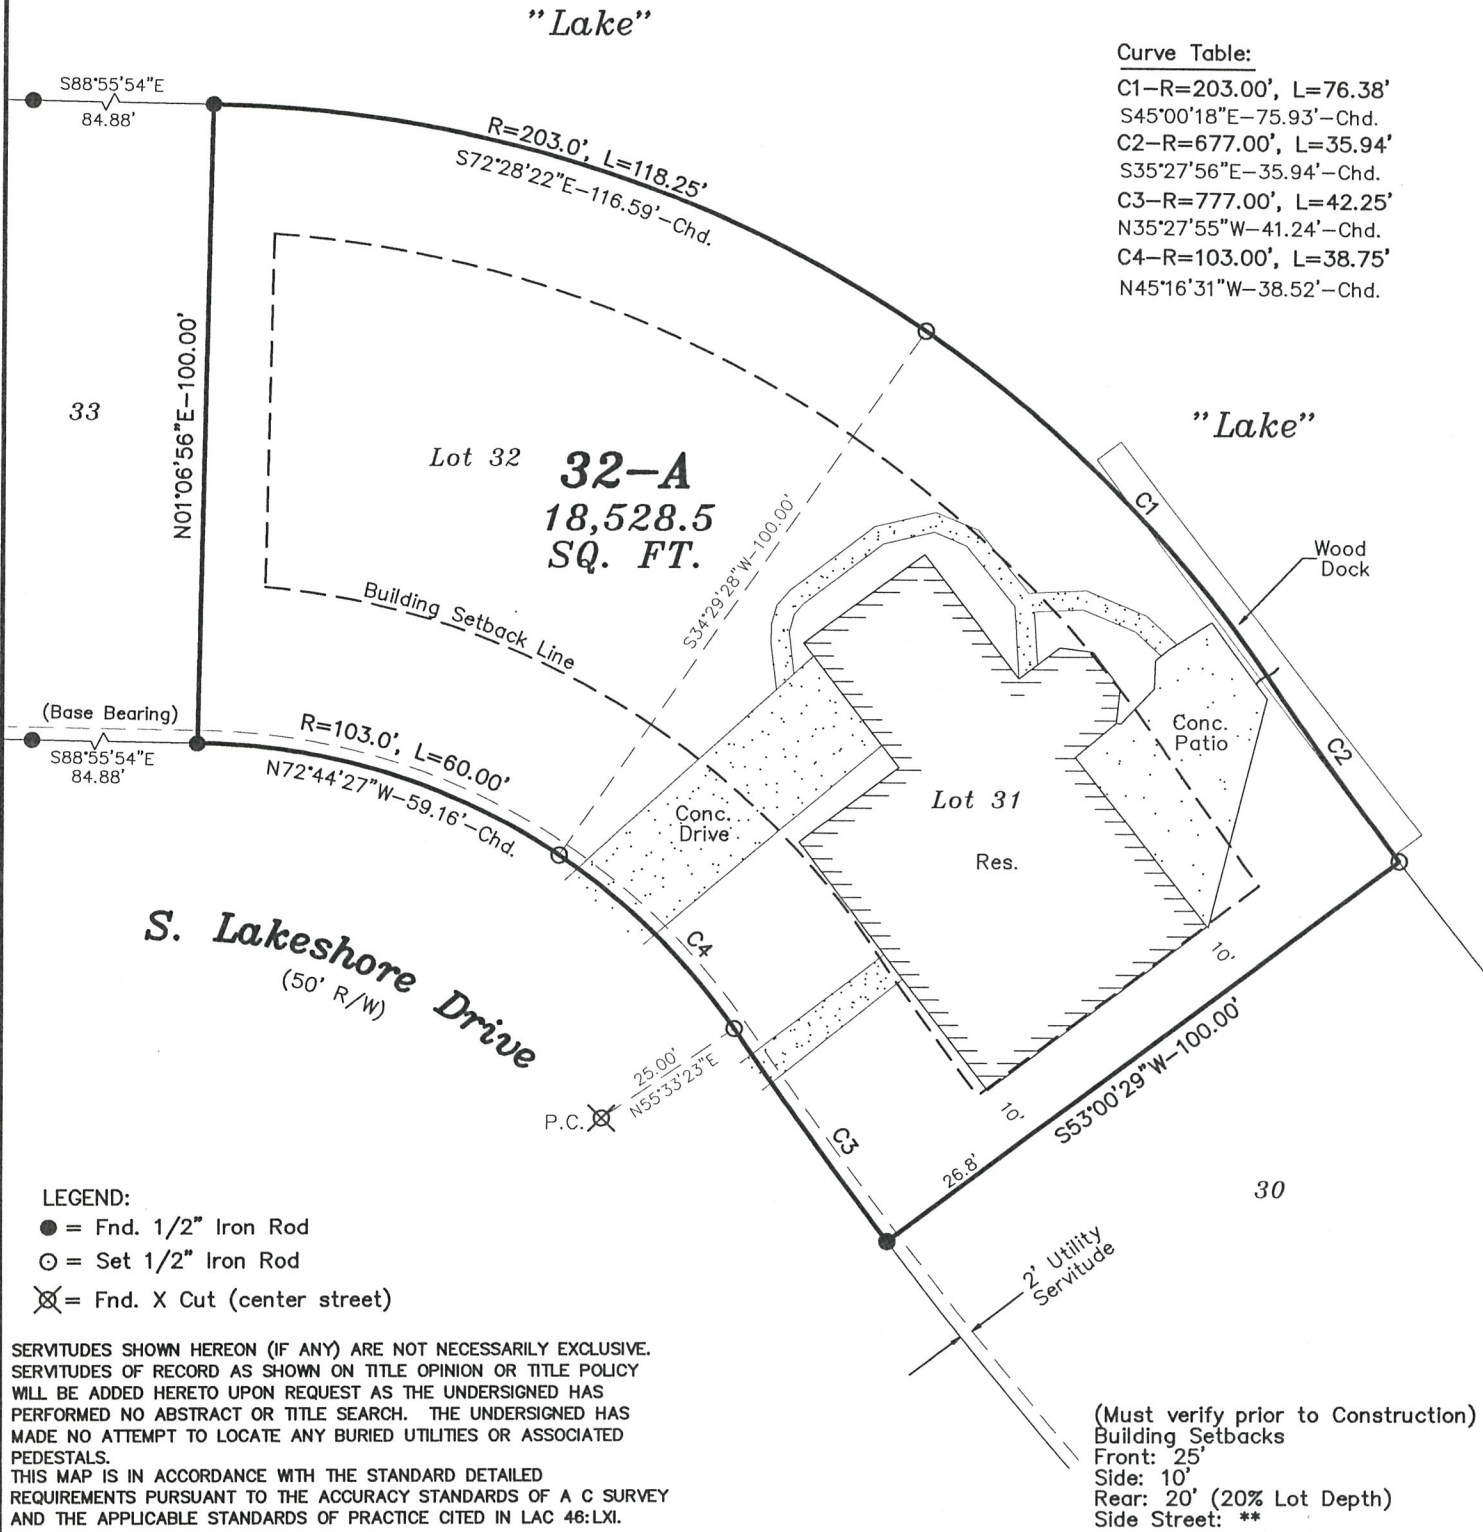 "Lake"
Curve Table:
C1-R=203.00', L=76.38'
S45°00'18"E-75.93'-Chd.
C2-R=677.00', L=35.94'
S35°27'56"E-35.94'-Chd.
C3-R=777.00', L=42.25'
N35°27'55"W-41.24'-Chd.
C4-R=103.00', L=38.75'
N45°16'31"W-38.52'-Chd.
S88°55'54"E
84.88'
R=203.0', L=118.25'
S72°28'22"E-116.59'-Chd.
N01°06'56"E-100.00'
33
"Lake"
Lot 32
32-A
18,528.5
SQ. FT.
S34°29'28"W-100.00'
C1
Wood
Dock
Building Setback Line
(Base Bearing)
S88°55'54"E
84.88'
R=103.0', L=60.00'
N72°44'27"W-59.16'-Chd.
Conc.
Patio
C2
Lot 31
Conc.
Drive
Res.
S. Lakeshore Drive
(50' R/W)
C4
10'
25.00'
N55°33'23"E
P.C.
C3
10'
S53°00'29"W-100.00'
26.8'
30
2' Utility
Servitude
LEGEND:
= Fnd. 1/2" Iron Rod
= Set 1/2" Iron Rod
= Fnd. X Cut (center street)
SERVITUDES SHOWN HEREON (IF ANY) ARE NOT NECESSARILY EXCLUSIVE.
SERVITUDES OF RECORD AS SHOWN ON TITLE OPINION OR TITLE POLICY
WILL BE ADDED HERETO UPON REQUEST AS THE UNDERSIGNED HAS
PERFORMED NO ABSTRACT OR TITLE SEARCH. THE UNDERSIGNED HAS
MADE NO ATTEMPT TO LOCATE ANY BURIED UTILITIES OR ASSOCIATED
PEDESTALS.
THIS MAP IS IN ACCORDANCE WITH THE STANDARD DETAILED
REQUIREMENTS PURSUANT TO THE ACCURACY STANDARDS OF A C SURVEY
AND THE APPLICABLE STANDARDS OF PRACTICE CITED IN LAC 46:LXI.
(Must verify prior to Construction)
Building Setbacks
Front: 25'
Side: 10'
Rear: 20' (20% Lot Depth)
Side Street: **